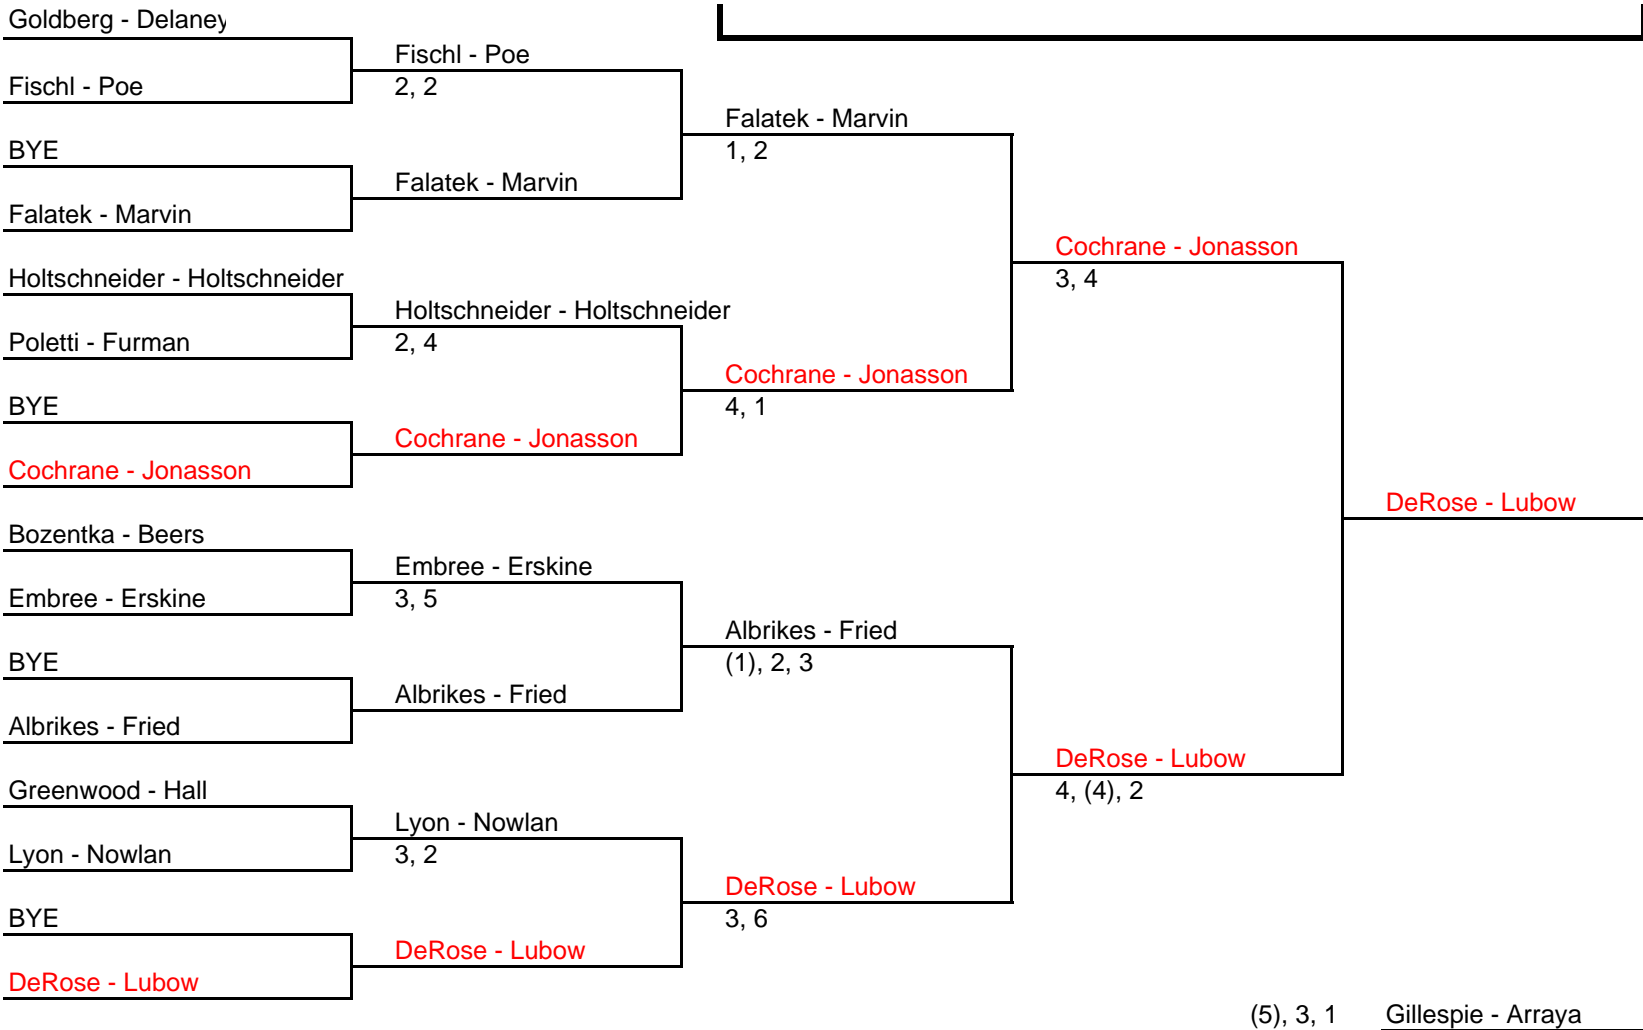 Goldberg - Delaney
Fischl - Poe
Fischl - Poe
2, 2
BYE
Falatek - Marvin
Falatek - Marvin
Falatek - Marvin
1, 2
Holtschneider - Holtschneider
Poletti - Furman
Holtschneider - Holtschneider
2, 4
BYE
Cochrane - Jonasson
Cochrane - Jonasson
Cochrane - Jonasson
4, 1
Cochrane - Jonasson
3, 4
Bozentka - Beers
Embree - Erskine
Embree - Erskine
3, 5
BYE
Albrikes - Fried
Albrikes - Fried
Albrikes - Fried
(1), 2, 3
Greenwood - Hall
Lyon - Nowlan
Lyon - Nowlan
3, 2
BYE
DeRose - Lubow
DeRose - Lubow
DeRose - Lubow
3, 6
DeRose - Lubow
4, (4), 2
DeRose - Lubow
(5), 3, 1 Gillespie - Arraya